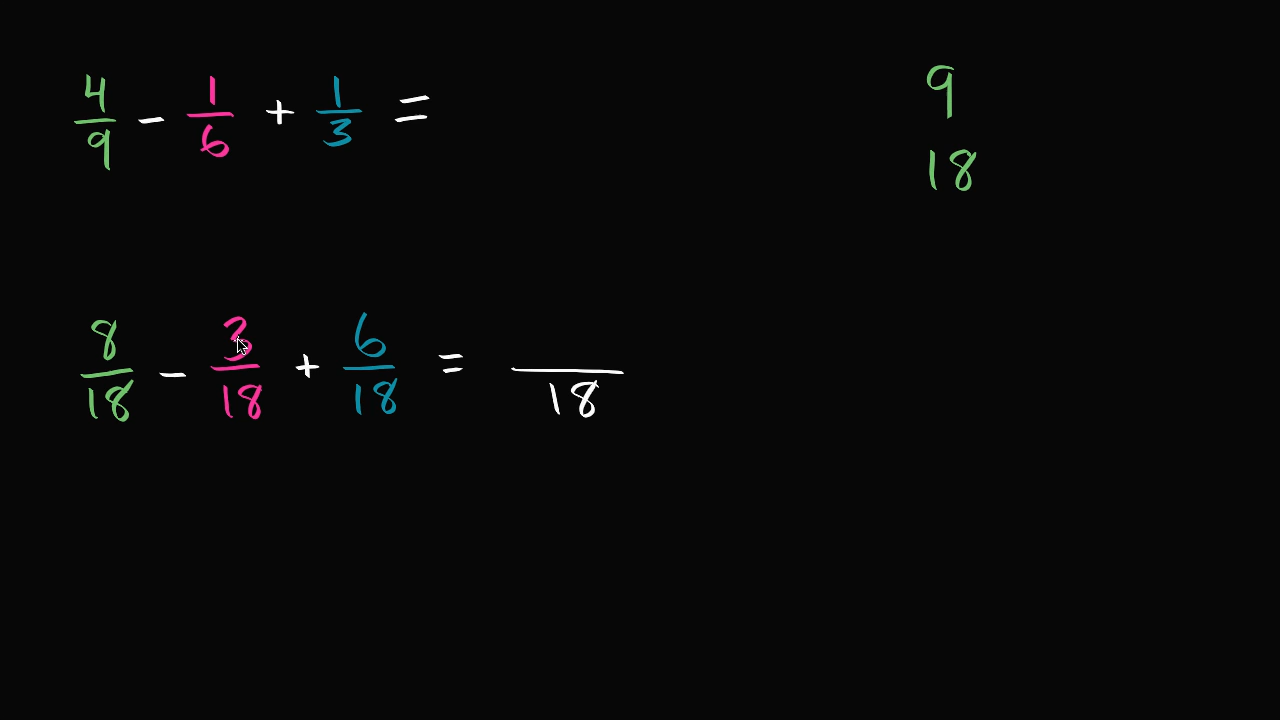 4/9 - 1/6 + 1/3 =
9
18
8/18 - 3/18 + 6/18 = /18